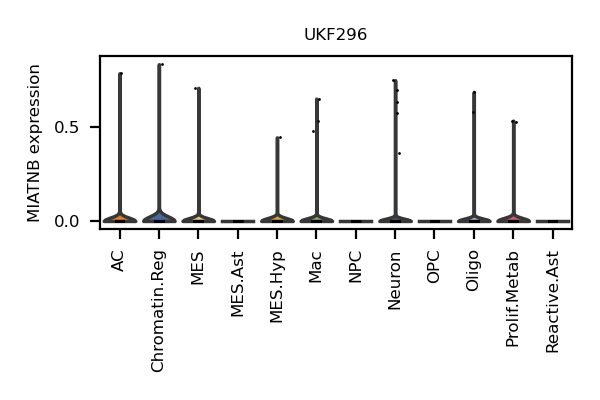 UKF296
MIATNB expression
0.5
0.0
AC
Chromatin.Reg
MES
MES.Ast
MES.Hyp
Mac
NPC
Neuron
OPC
Oligo
Prolif.Metab
Reactive.Ast